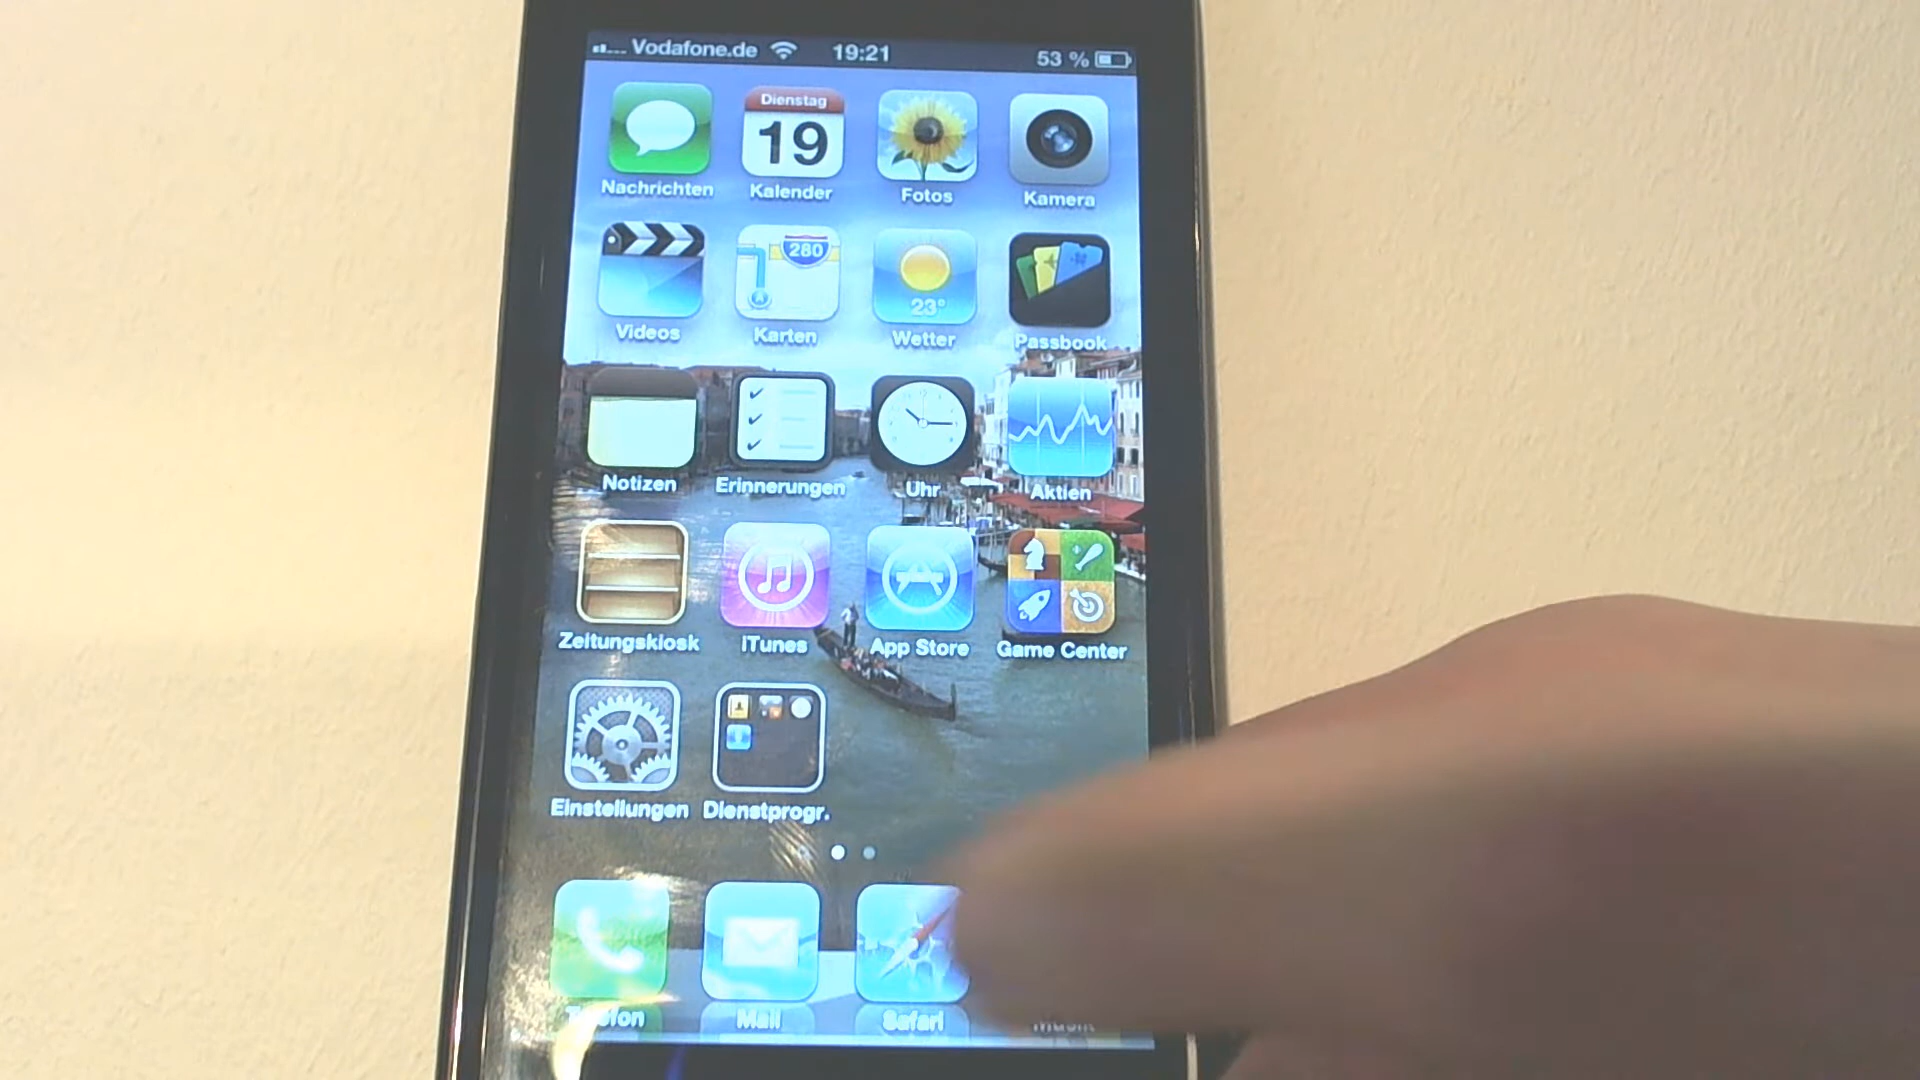 Vodafone.de 19:21 53 %
Dienstag
19
Nachrichten Kalender Fotos Kamera
280
23°
Videos Karten Wetter Passbook
Notizen Erinnerungen Uhr Aktien
Zeitungskiosk iTunes App Store Game Center
Einstellungen Dienstprogr.
Telefon Mail Safari